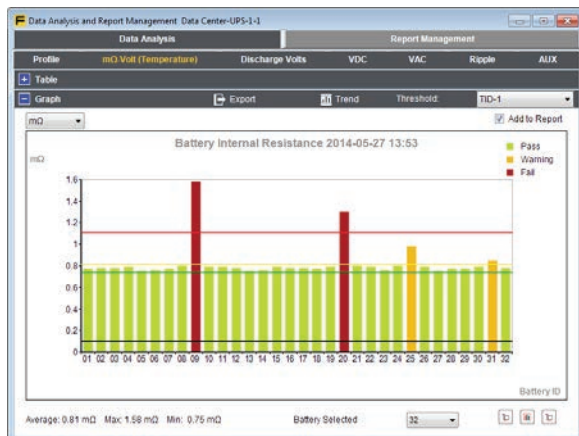 Data Analysis and Report Management Data Center-UPS-1-1
Data Analysis Report Management
Profile mΩ.Volt (Temperature) Discharge Volts VDC VAC Ripple AUX
Table
Graph Export Trend Threshold: TID-1
mΩ Add to Report
Battery Internal Resistance 2014-05-27 13:53
Pass
Warning
Fail
mΩ
1.6
1.4
1.2
1
0.8
0.6
0.4
0.2
0
01 02 03 04 05 06 07 08 09 10 11 12 13 14 15 16 17 18 19 20 21 22 23 24 25 26 27 28 29 30 31 32
Battery ID
Average: 0.81 mΩ Max: 1.58 mΩ Min: 0.75 mΩ Battery Selected 32